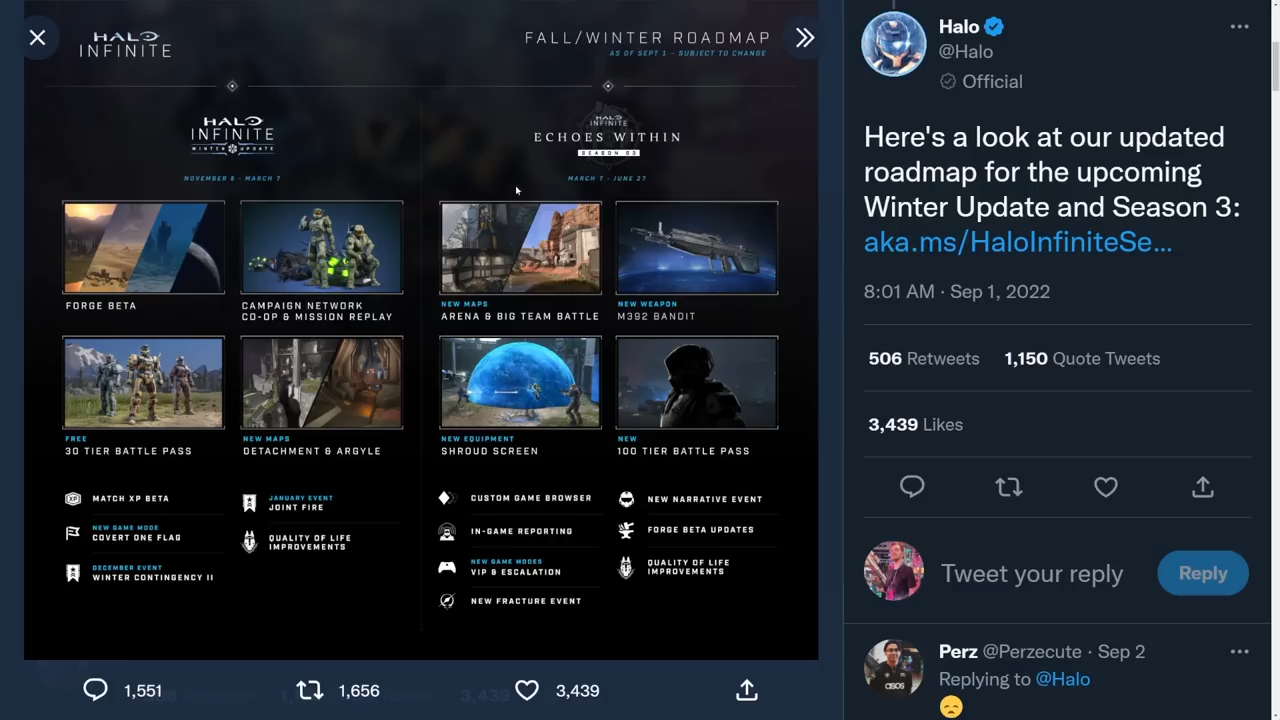 HALO
INFINITE
FALL/WINTER ROADMAP
AS OF SEPT 1 - SUBJECT TO CHANGE
HALO
INFINITE
WINTER UPDATE
NOVEMBER 8 - MARCH 7
FORGE BETA
CAMPAIGN NETWORK
CO-OP & MISSION REPLAY
FREE
30 TIER BATTLE PASS
NEW MAPS
DETACHMENT & ARGYLE
MATCH XP BETA
NEW GAME MODE
COVERT ONE FLAG
DECEMBER EVENT
WINTER CONTINGENCY II
JANUARY EVENT
JOINT FIRE
QUALITY OF LIFE
IMPROVEMENTS
HALO
INFINITE
ECHOES WITHIN
SEASON 03
MARCH 7 - JUNE 27
NEW MAPS
ARENA & BIG TEAM BATTLE
NEW WEAPON
M392 BANDIT
NEW EQUIPMENT
SHROUD SCREEN
NEW
100 TIER BATTLE PASS
CUSTOM GAME BROWSER
IN-GAME REPORTING
NEW GAME MODES
VIP & ESCALATION
NEW FRACTURE EVENT
NEW NARRATIVE EVENT
FORGE BETA UPDATES
QUALITY OF LIFE
IMPROVEMENTS
1,551
1,656
3,439
Halo
@Halo
Official
Here's a look at our updated
roadmap for the upcoming
Winter Update and Season 3:
aka.ms/HaloInfiniteSe...
8:01 AM · Sep 1, 2022
506 Retweets 1,150 Quote Tweets
3,439 Likes
Tweet your reply
Reply
Perz @Perzecute · Sep 2
Replying to @Halo
😞